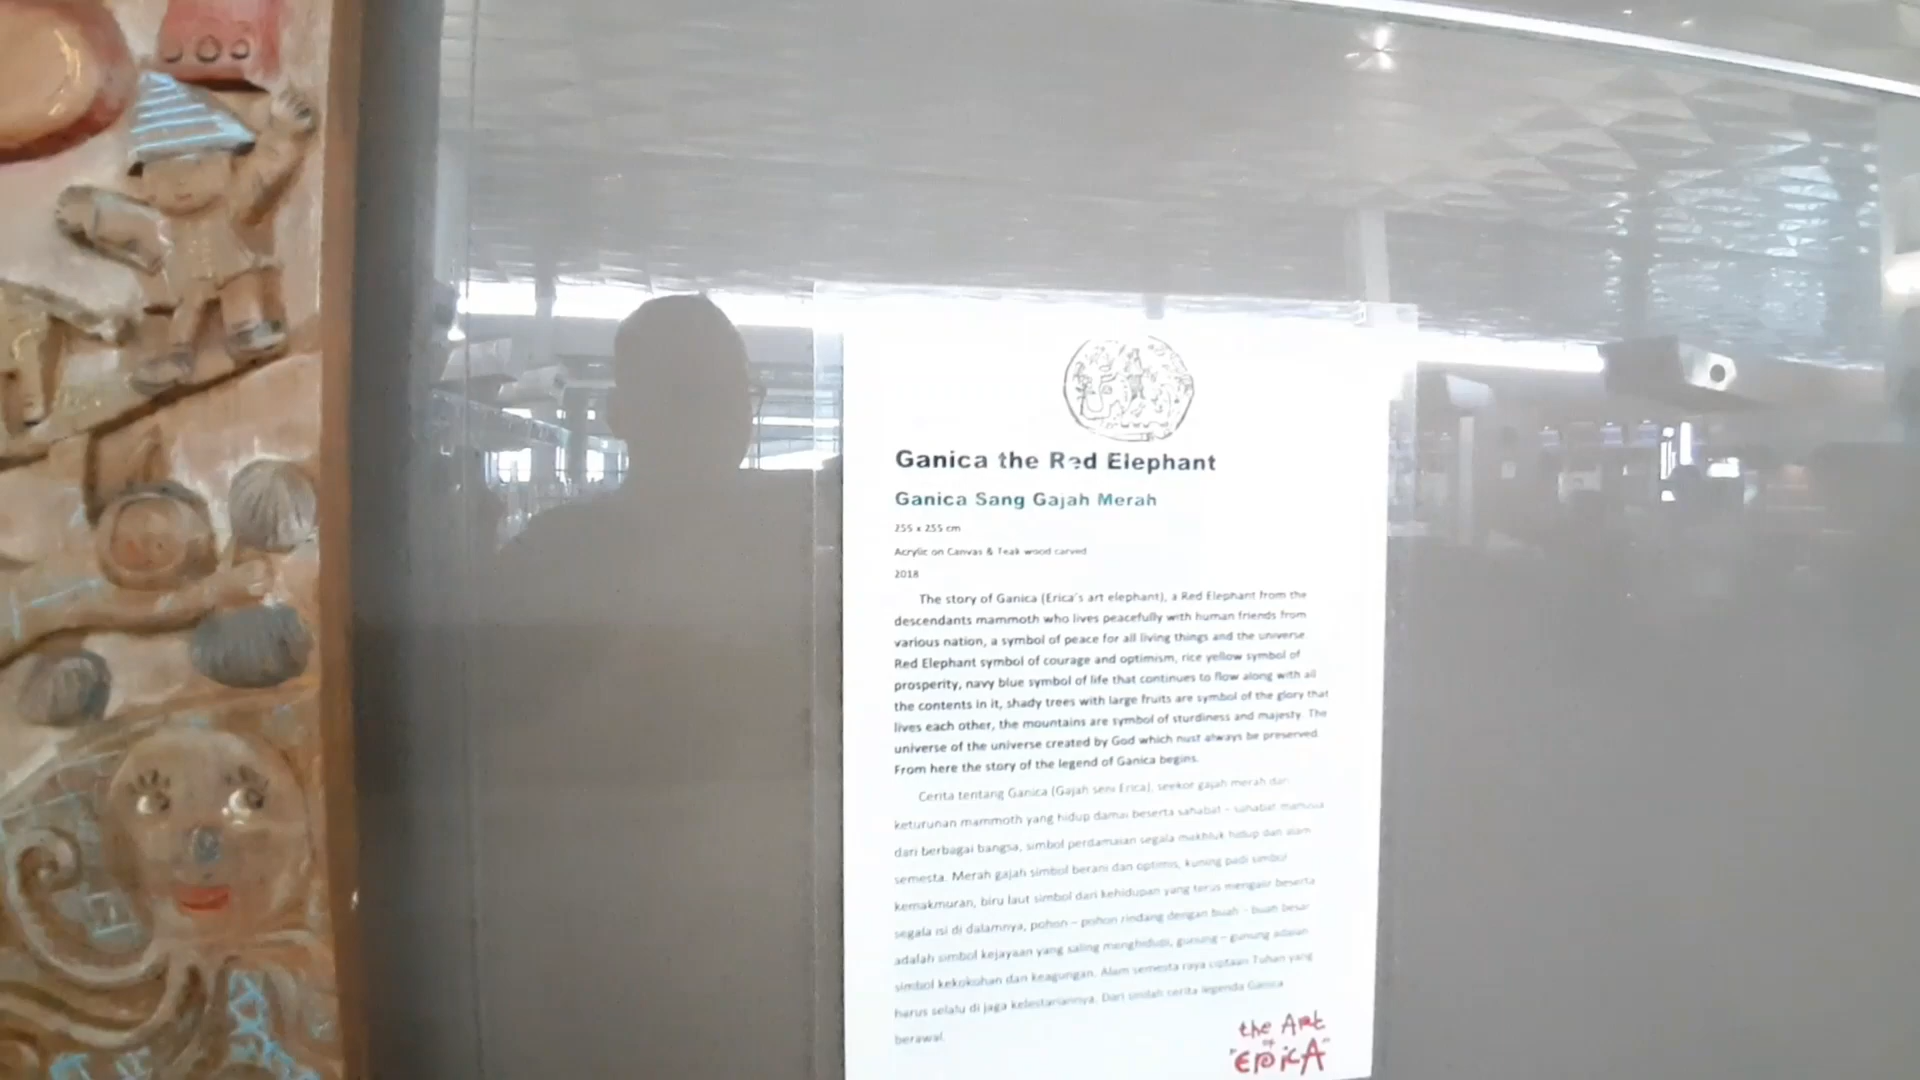 Ganica the Red Elephant
Ganica Sang Gajah Merah
255 x 255 cm
Acrylic on Canvas & Teak wood carved
2018
The story of Ganica (Erica's art elephant), a Red Elephant from the
descendants mammoth who lives peacefully with human friends from
various nation, a symbol of peace for all living things and the universe.
Red Elephant symbol of courage and optimism, rice yellow symbol of
prosperity, navy blue symbol of life that continues to flow along with all
the contents in it, shady trees with large fruits are symbol of the glory that
lives each other, the mountains are symbol of sturdiness and majesty. The
universe of the universe created by God which must always be preserved.
From here the story of the legend of Ganica begins.
Cerita tentang Ganica (Gajah seni Erica), seekor gajah merah dari
keturunan mammoth yang hidup damai beserta sahabat – sahabat manusia
dari berbagai bangsa, simbol perdamaian segala makhluk hidup dan alam
semesta. Merah gajah simbol berani dan optimis, kuning padi simbol
kemakmuran, biru laut simbol dari kehidupan yang terus mengalir beserta
segala isi di dalamnya, pohon – pohon rindang dengan buah – buah besar
adalah simbol kejayaan yang saling menghidupi, gunung – gunung adalah
simbol kekokohan dan keagungan. Alam semesta raya ciptaan Tuhan yang
harus selalu di jaga kelestariannya. Dari sinilah cerita legenda Ganica
berawal.
the Art
of
"ERicA"